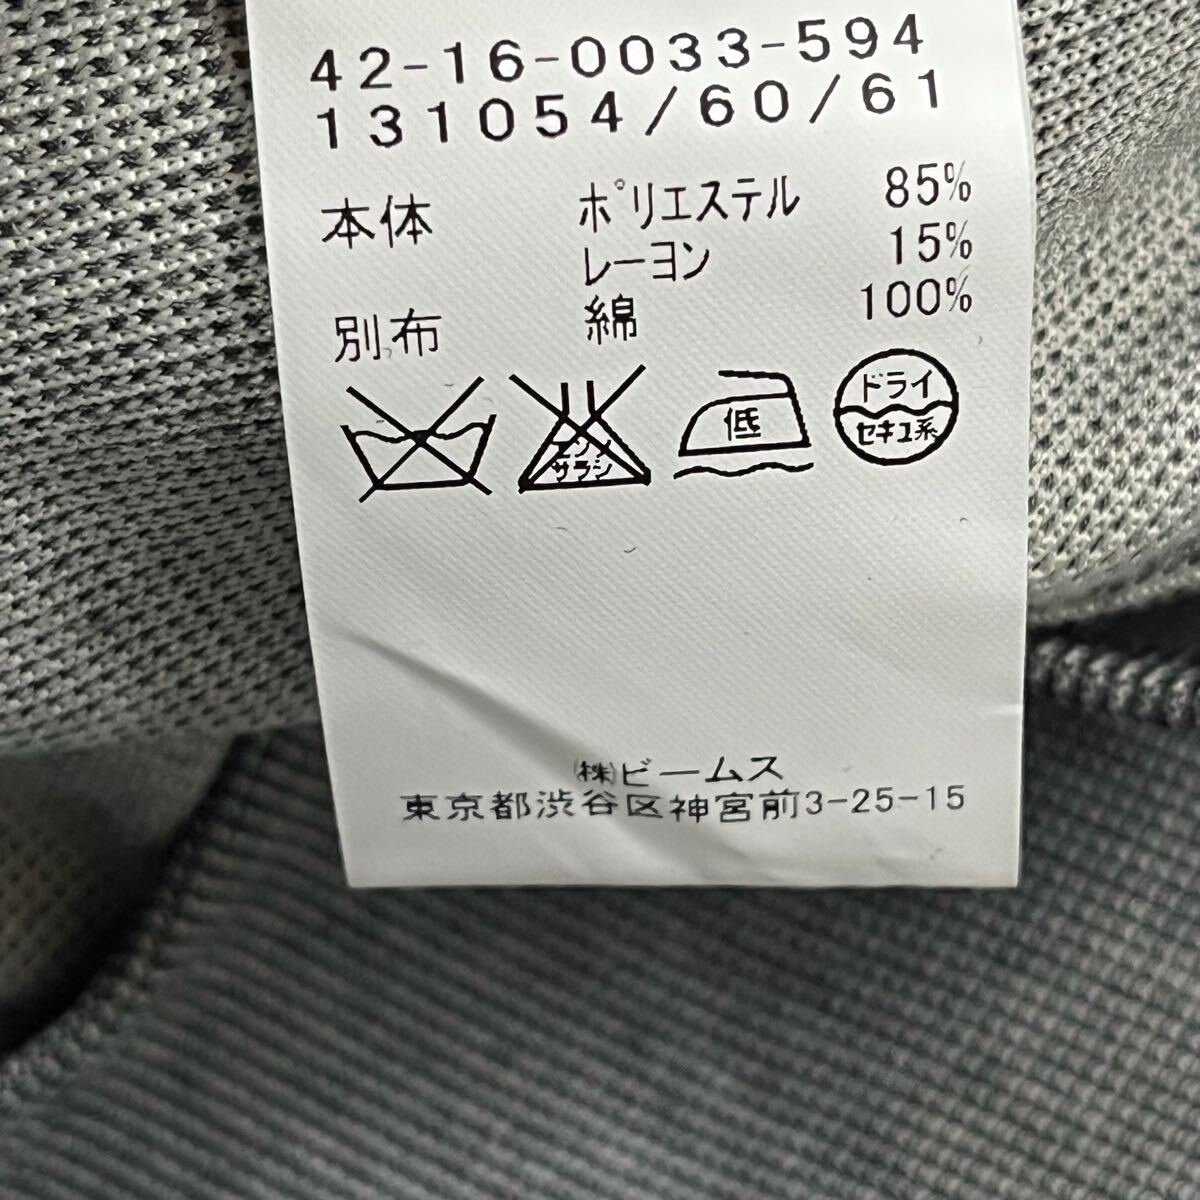 42-16-0033-594
131054/60/61
本体 ポリエステル 85%
レーヨン 15%
別布 綿 100%
エンソ
サラシ
低
ドライ
セキユ系
㈱ビームス
東京都渋谷区神宮前3-25-15